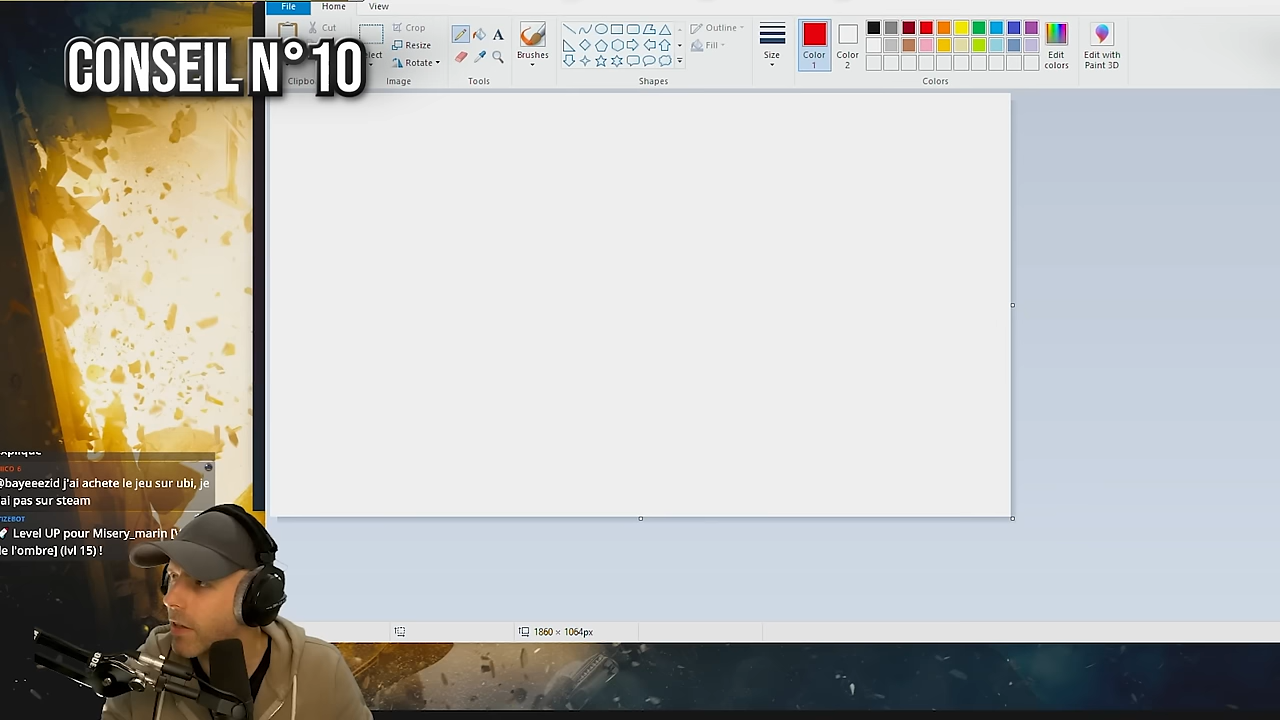 File Home View
CONSEIL N°10
Cut
Crop
Resize
Rotate
Image
Tools
Brushes
Outline
Fill
Shapes
Size
Color 1
Color 2
Colors
Edit colors
Edit with Paint 3D
@bayeeezid j'ai achete le jeu sur ubi, je
ai pas sur steam
Level UP pour Misery_marin
de l'ombre] (lvl 15) !
1860 × 1064px